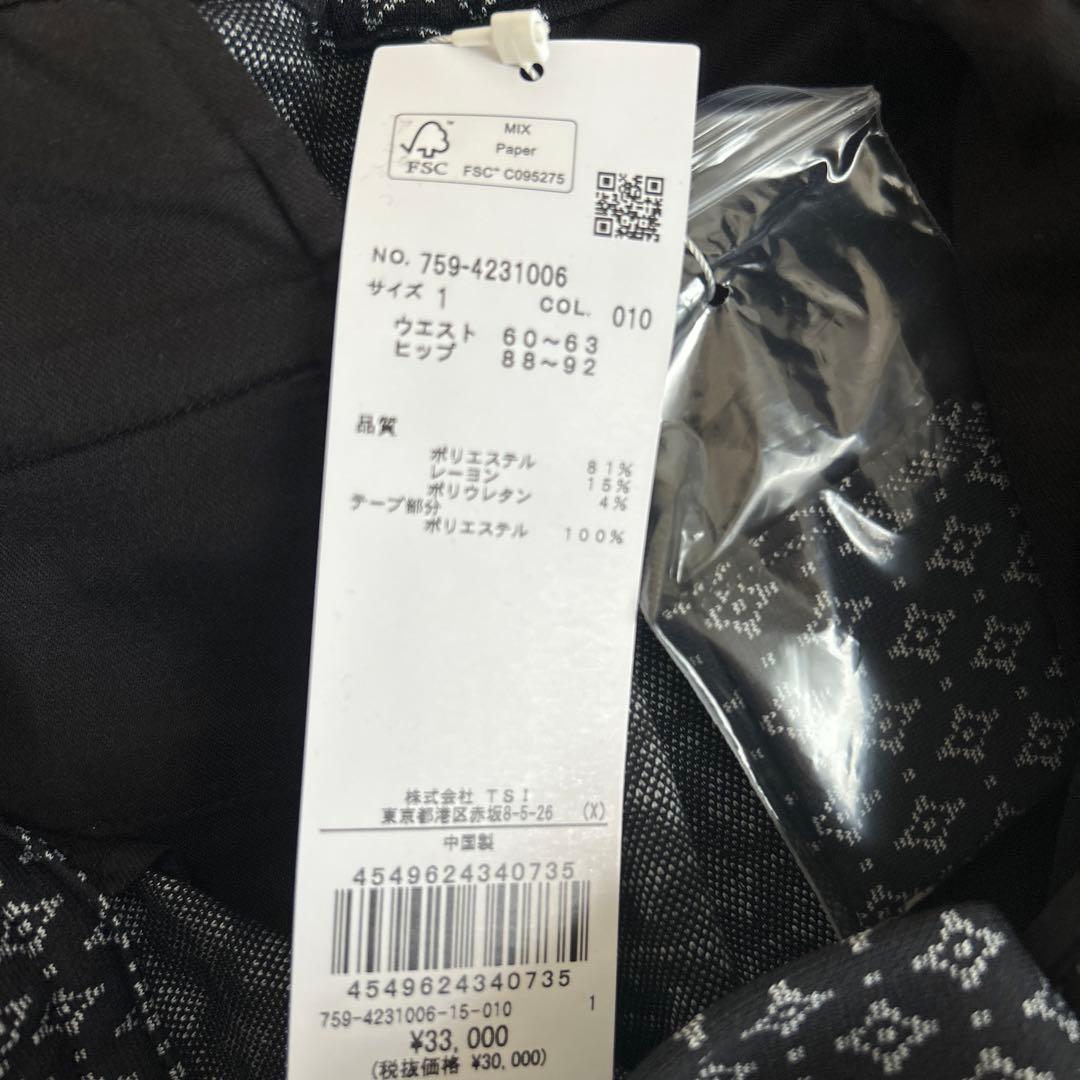 MIX
Paper
FSC™ FSC® C095275
NO. 759-4231006
サイズ 1 COL. 010
ウエスト 60~63
ヒップ 88~92
品質
ポリエステル 81%
レーヨン 15%
ポリウレタン 4%
テープ部分
ポリエステル 100%
株式会社 TSI
東京都港区赤坂8-5-26 (X)
中国製
4549624340735
4549624340735
759-4231006-15-010 1
¥33,000
(税抜価格 ¥30,000)